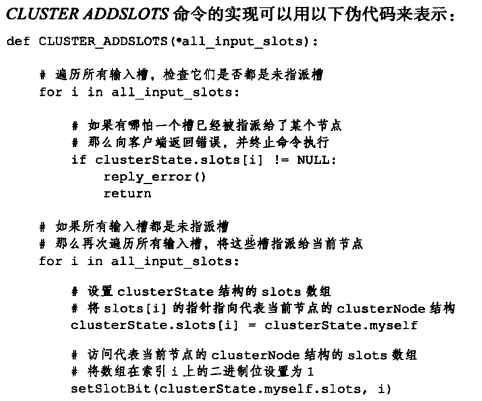 CLUSTER ADDSLOTS 命令的实现可以用以下伪代码来表示：
def CLUSTER_ADDSLOTS(*all_input_slots):
# 遍历所有输入槽，检查它们是否都是未指派槽
for i in all_input_slots:
# 如果有哪怕一个槽已经被指派给了某个节点
# 那么向客户端返回错误，并终止命令执行
if clusterState.slots[i] != NULL:
reply_error()
return
# 如果所有输入槽都是未指派槽
# 那么再次遍历所有输入槽，将这些槽指派给当前节点
for i in all_input_slots:
# 设置 clusterState 结构的 slots 数组
# 将 slots[i] 的指针指向代表当前节点的 clusterNode 结构
clusterState.slots[i] = clusterState.myself
# 访问代表当前节点的 clusterNode 结构的 slots 数组
# 将数组在索引 i 上的二进制位设置为 1
setSlotBit(clusterState.myself.slots, i)